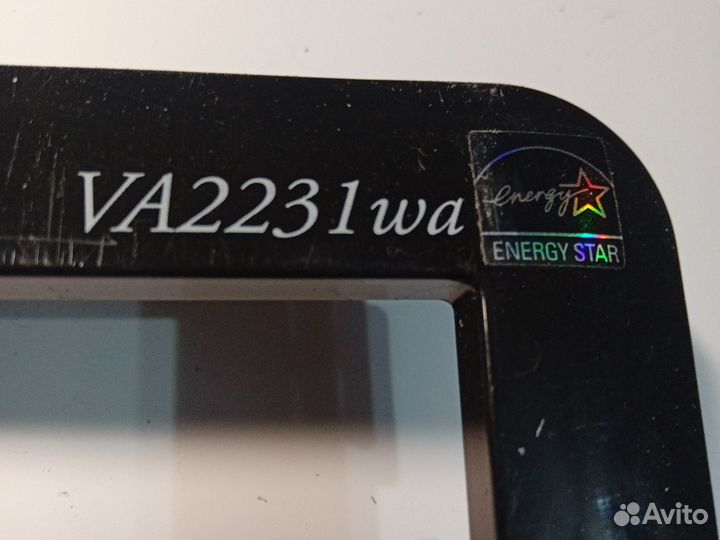 VA2231wa
energy
ENERGY STAR
Avito